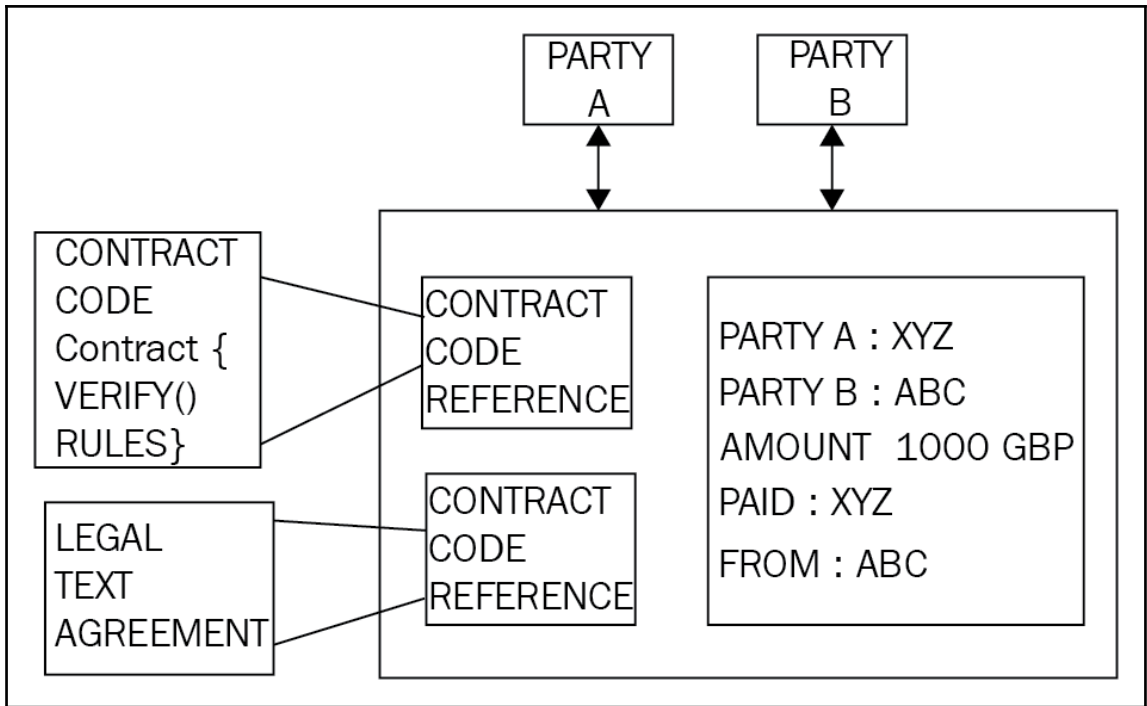 PARTY
A
PARTY
B
CONTRACT
CODE
Contract {
VERIFY()
RULES}
CONTRACT
CODE
REFERENCE
PARTY A : XYZ
PARTY B : ABC
AMOUNT 1000 GBP
PAID : XYZ
FROM : ABC
LEGAL
TEXT
AGREEMENT
CONTRACT
CODE
REFERENCE